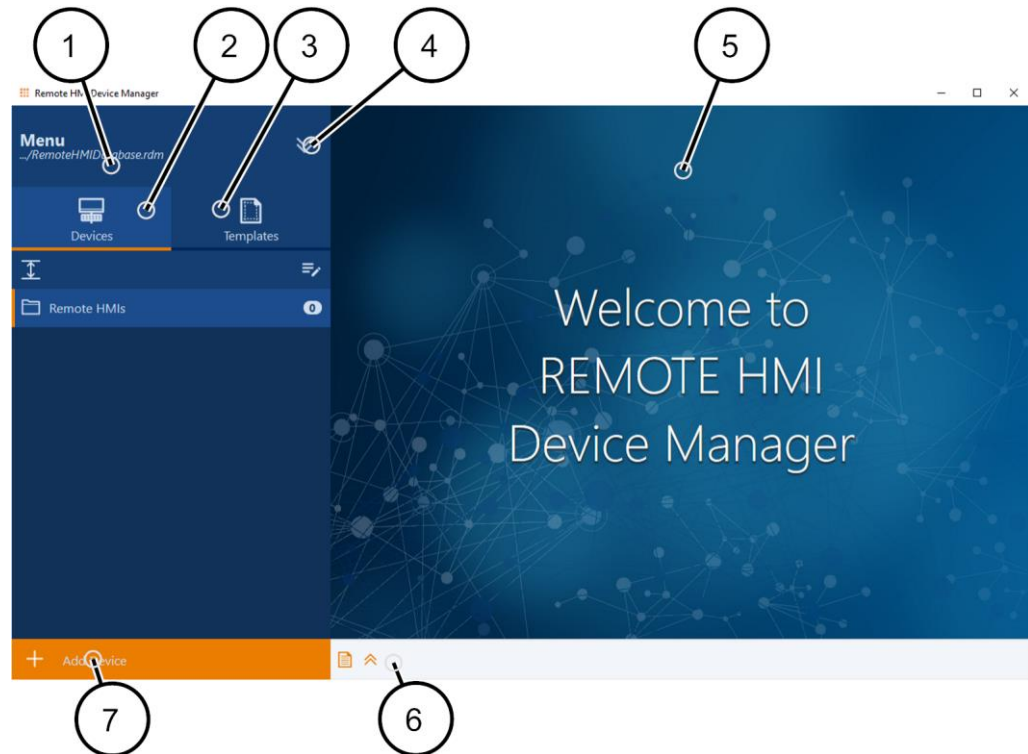 1
2
3
4
5
Remote HMI Device Manager
Menu
.../RemoteHMIDatabase.rdm
Devices
Templates
Remote HMIs
0
Welcome to
REMOTE HMI
Device Manager
Add Device
7
6